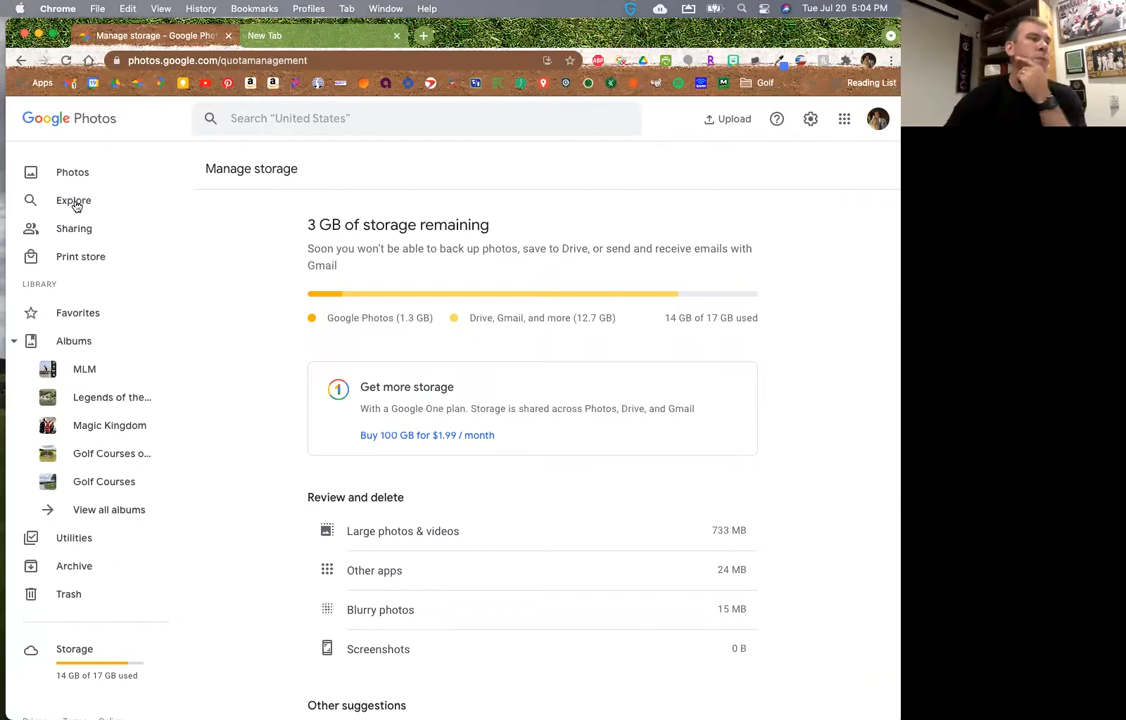 Chrome File Edit View History Bookmarks Profiles Tab Window Help Tue Jul 20 5:04 PM
Manage storage - Google Pho New Tab
photos.google.com/quotamanagement
Apps Golf Reading List
Google Photos Search "United States" Upload
Photos
Explore
Sharing
Print store
LIBRARY
Favorites
Albums
MLM
Legends of the...
Magic Kingdom
Golf Courses o...
Golf Courses
View all albums
Utilities
Archive
Trash
Storage
14 GB of 17 GB used
Manage storage
3 GB of storage remaining
Soon you won't be able to back up photos, save to Drive, or send and receive emails with
Gmail
Google Photos (1.3 GB) Drive, Gmail, and more (12.7 GB) 14 GB of 17 GB used
Get more storage
With a Google One plan. Storage is shared across Photos, Drive, and Gmail
Buy 100 GB for $1.99 / month
Review and delete
Large photos & videos 733 MB
Other apps 24 MB
Blurry photos 15 MB
Screenshots 0 B
Other suggestions